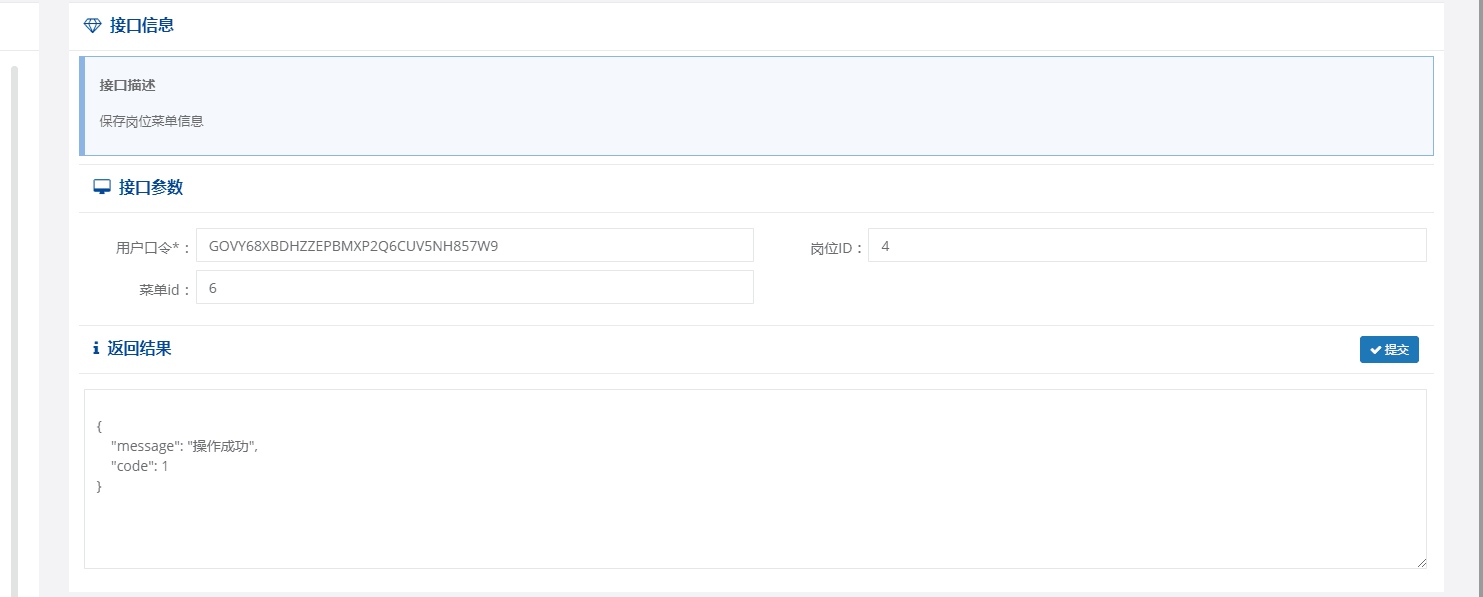 接口信息
接口描述
保存岗位菜单信息
接口参数
用户口令* : GOVY68XBDHZZEPBMXP2Q6CUV5NH857W9 岗位ID : 4
菜单id : 6
返回结果 提交
{
"message": "操作成功",
"code": 1
}